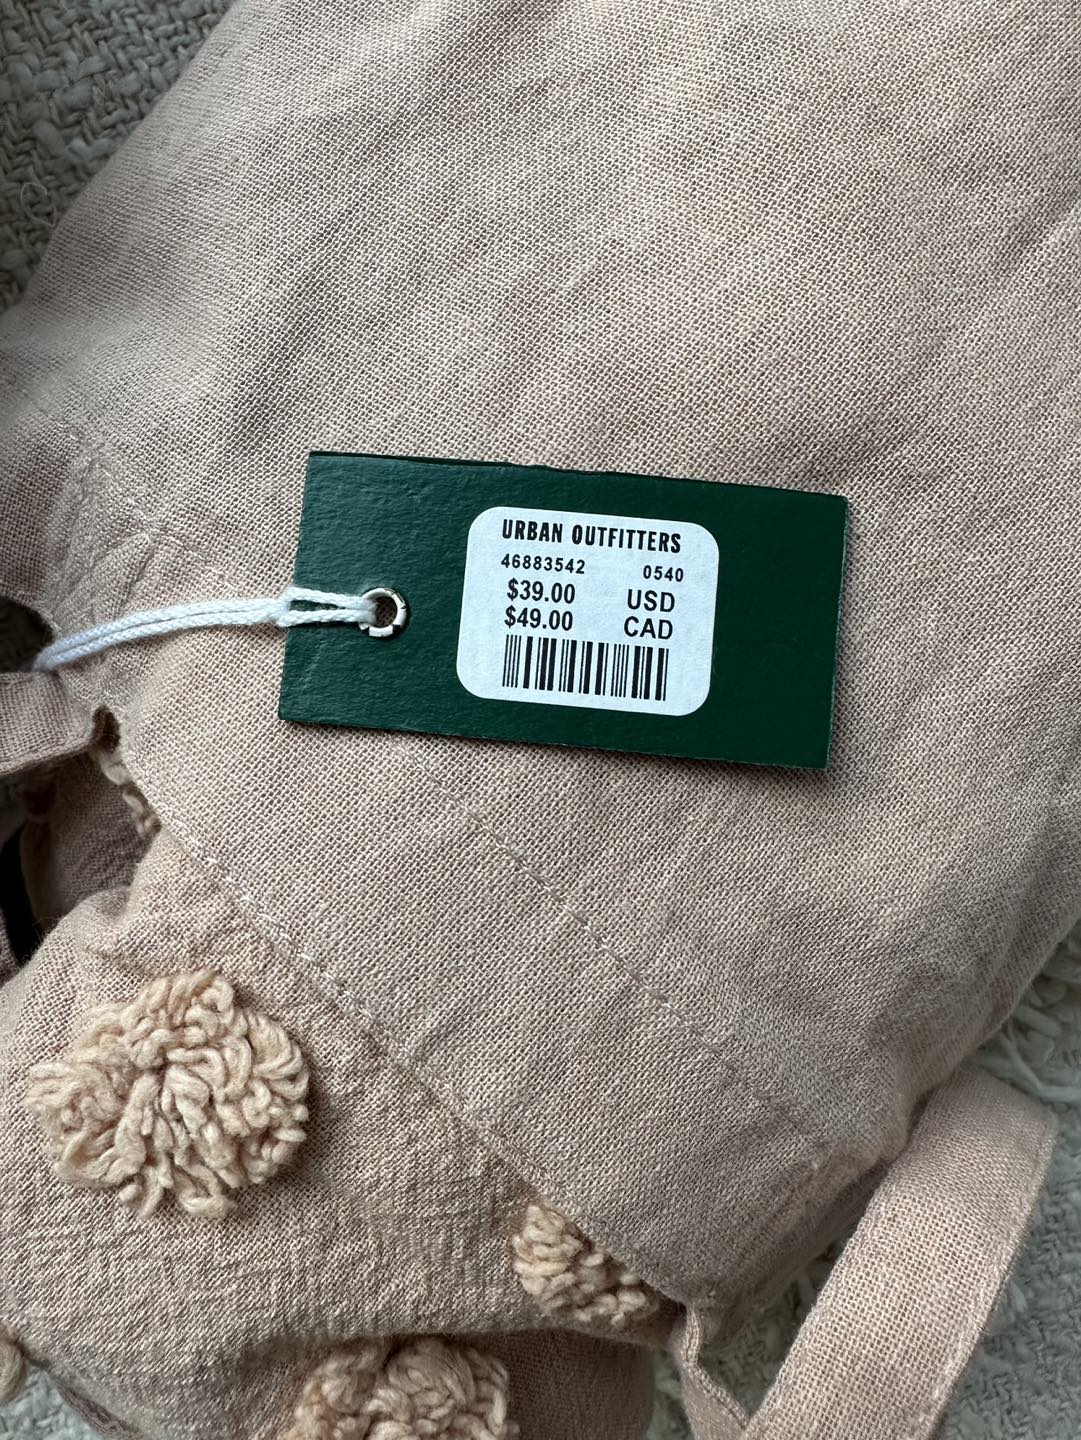 URBAN OUTFITTERS
46883542 0540
$39.00 USD
$49.00 CAD